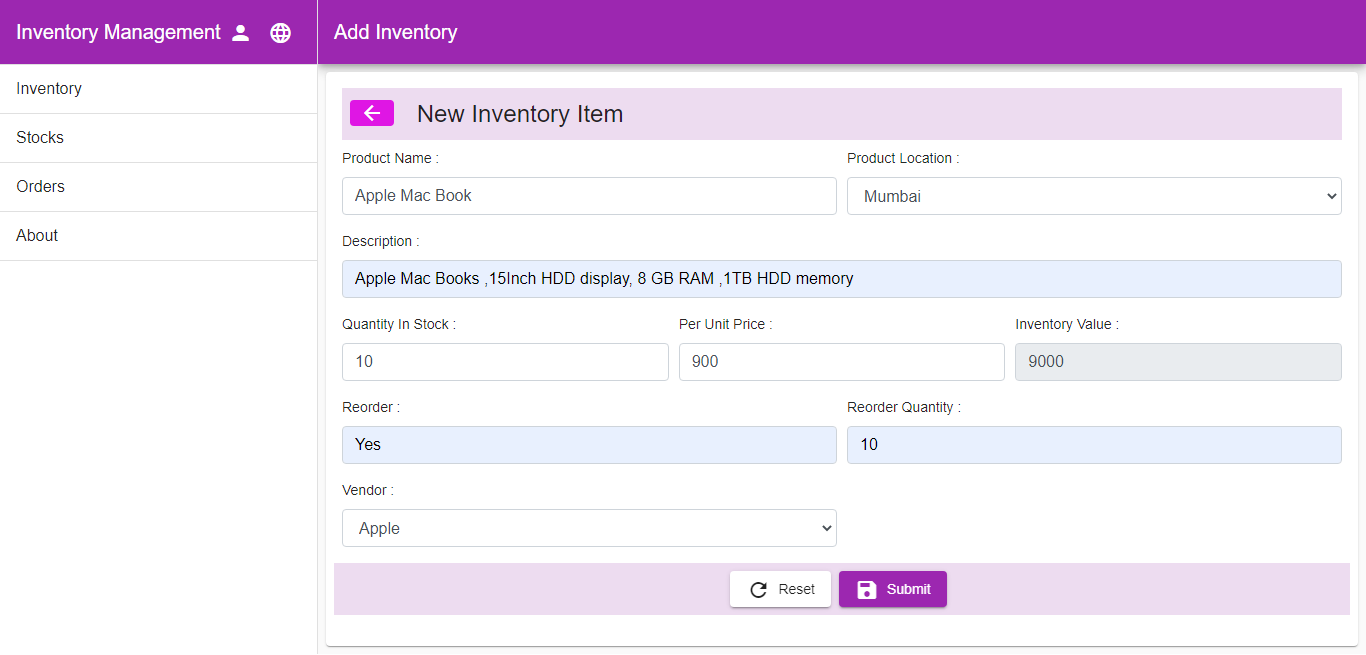 Inventory Management
Add Inventory
Inventory
Stocks
Orders
About
New Inventory Item
Product Name :
Product Location :
Apple Mac Book
Mumbai
Description :
Apple Mac Books ,15Inch HDD display, 8 GB RAM ,1TB HDD memory
Quantity In Stock :
Per Unit Price :
Inventory Value :
10
900
9000
Reorder :
Reorder Quantity :
Yes
10
Vendor :
Apple
Reset
Submit